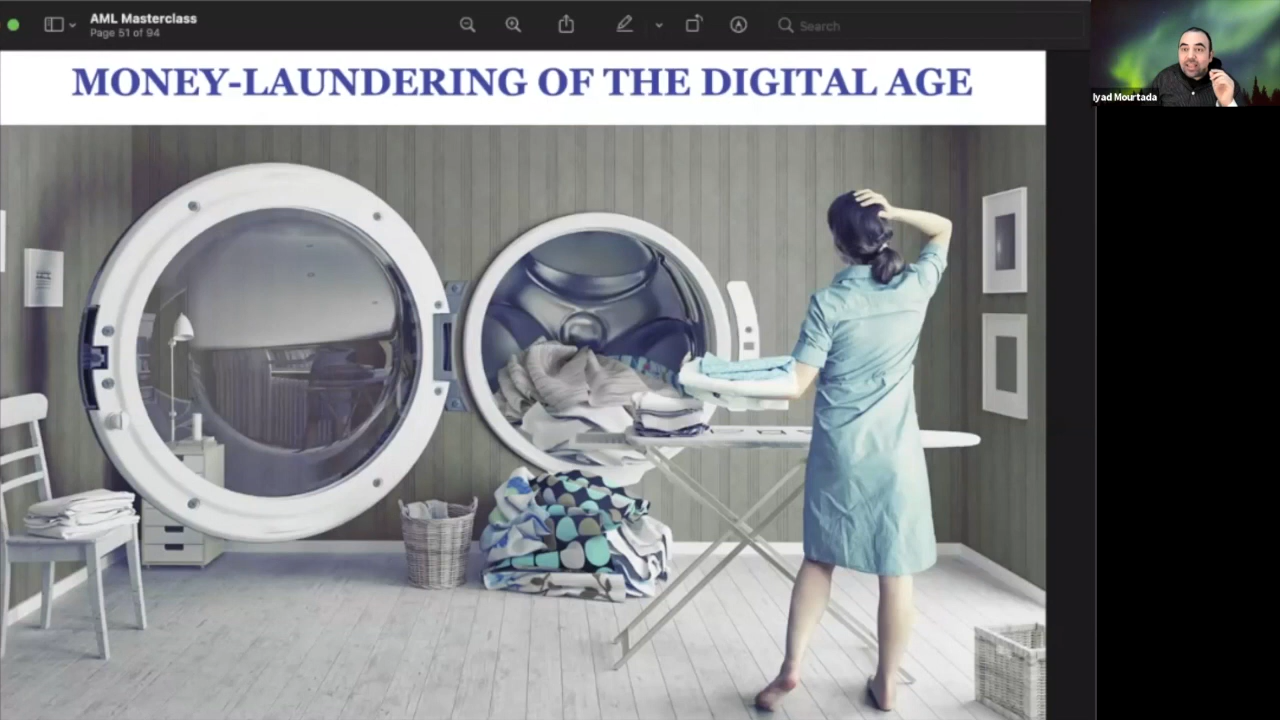 AML Masterclass
Page 51 of 94
Search
MONEY-LAUNDERING OF THE DIGITAL AGE
Iyad Mourtada